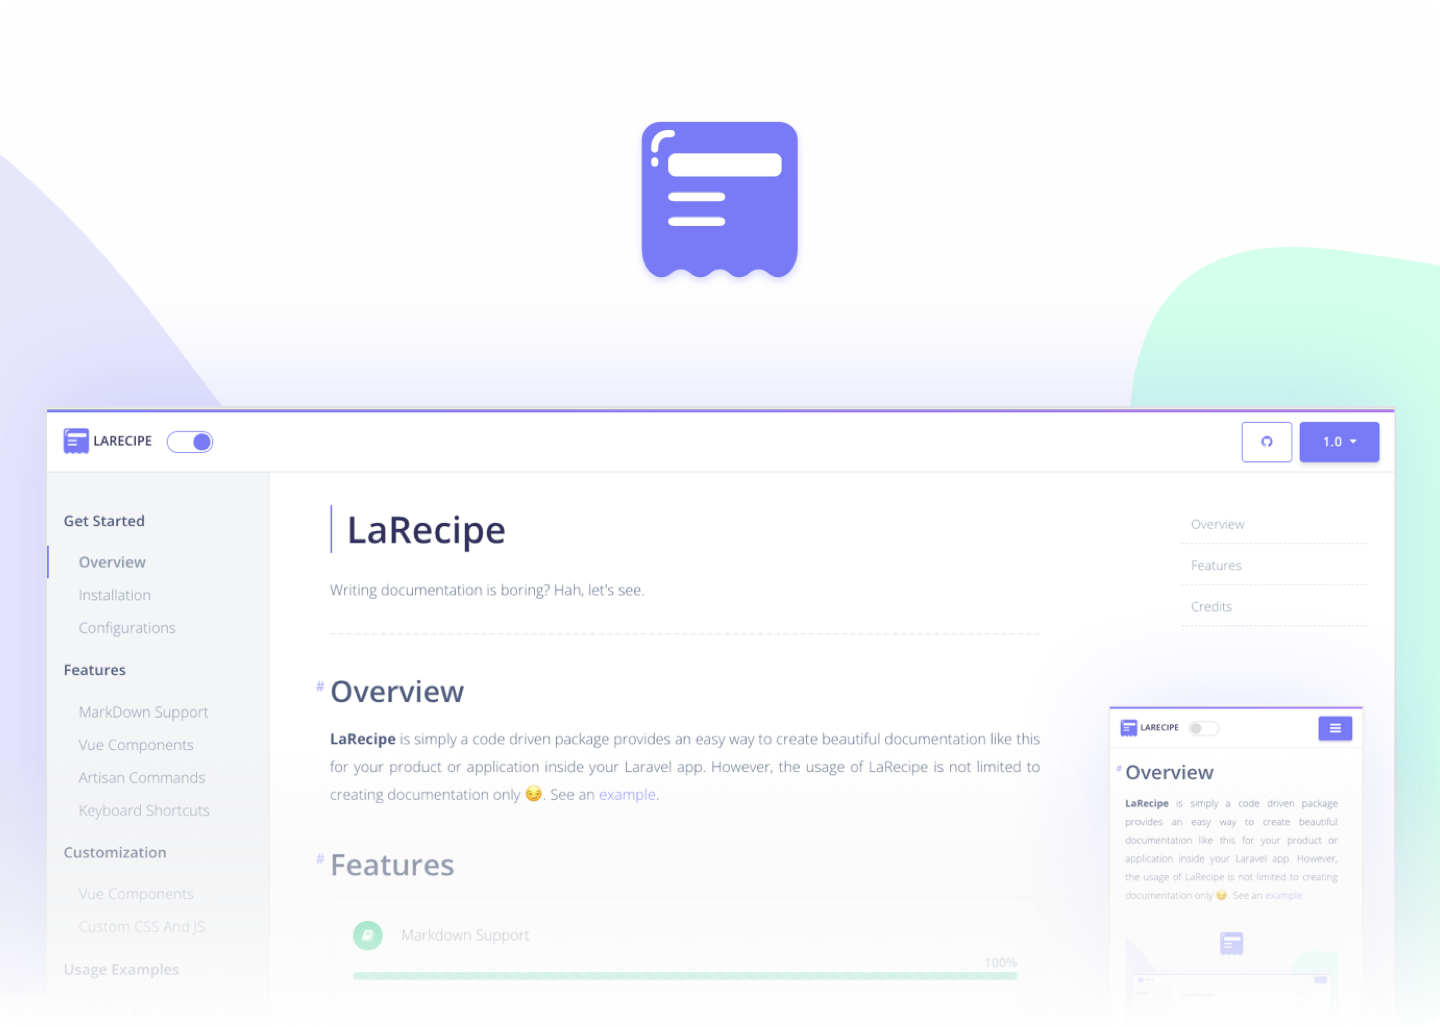 LARECIPE
1.0
Get Started
Overview
Installation
Configurations
Features
MarkDown Support
Vue Components
Artisan Commands
Keyboard Shortcuts
Customization
Vue Components
Custom CSS And JS
Usage Examples
LaRecipe
Writing documentation is boring? Hah, let's see.
# Overview
LaRecipe is simply a code driven package provides an easy way to create beautiful documentation like this
for your product or application inside your Laravel app. However, the usage of LaRecipe is not limited to
creating documentation only 😏. See an example.
# Features
Markdown Support
100%
Overview
Features
Credits
LARECIPE
# Overview
LaRecipe is simply a code driven package
provides an easy way to create beautiful
documentation like this for your product or
application inside your Laravel app. However,
the usage of LaRecipe is not limited to creating
documentation only 😏. See an example.